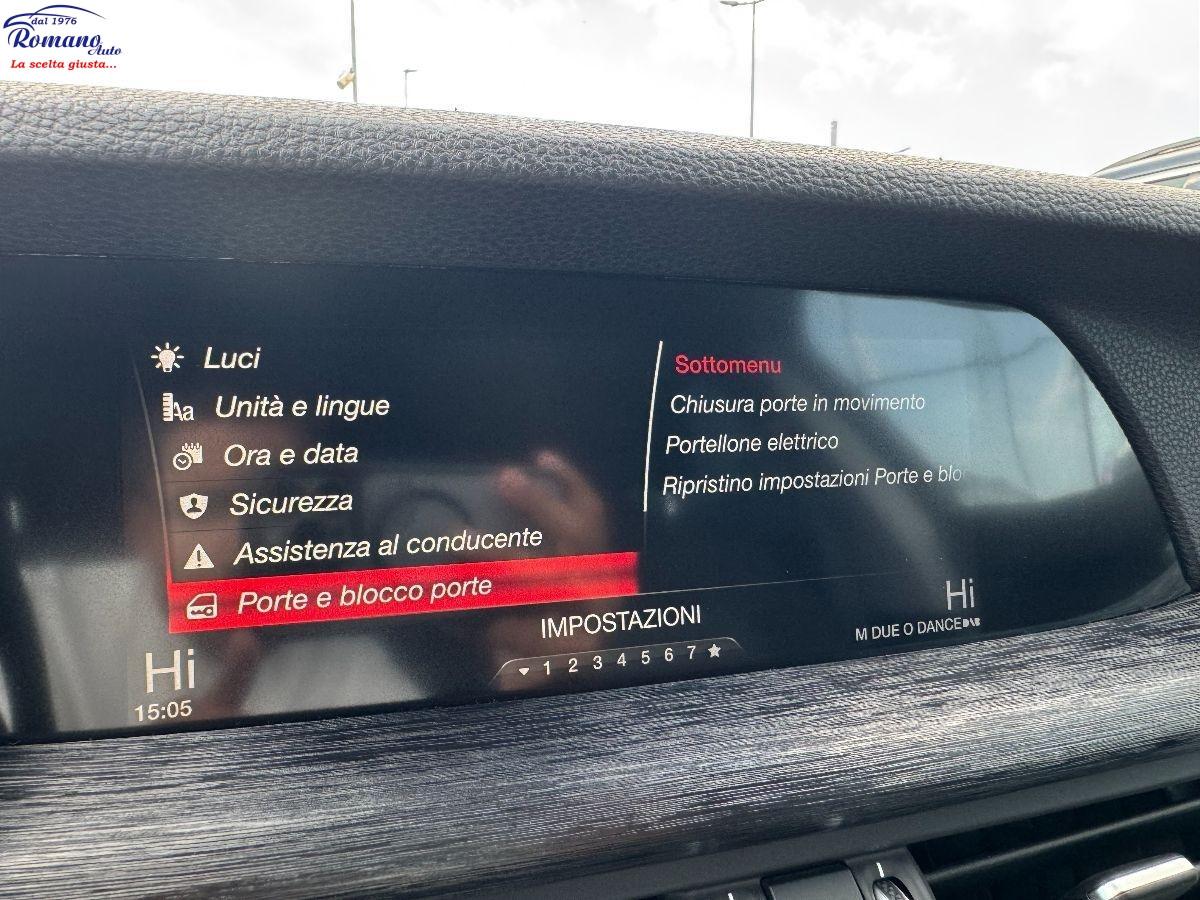 dal 1976
Romano Auto
La scelta giusta...
Luci
Aa Unità e lingue
Ora e data
Sicurezza
Assistenza al conducente
Porte e blocco porte
Sottomenu
Chiusura porte in movimento
Portellone elettrico
Ripristino impostazioni Porte e blo
IMPOSTAZIONI
1 2 3 4 5 6 7
Hi
15:05
Hi
M DUE O DANCE DAB